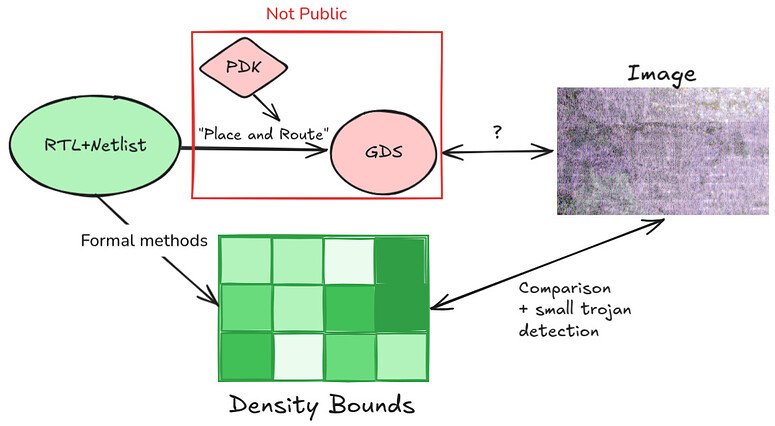 Not Public
PDK
Image
"Place and Route"
RTL+Netlist
GDS
?
Formal methods
Comparison
+ small trojan
detection
Density Bounds